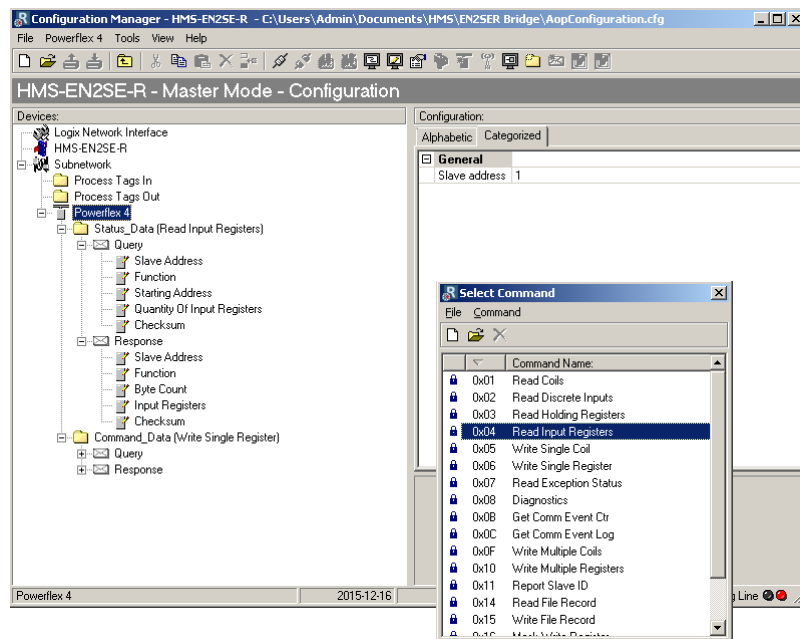 Configuration Manager - HMS-EN2SE-R - C:\Users\Admin\Documents\HMS\EN2SER Bridge\AopConfiguration.cfg
File Powerflex 4 Tools View Help
HMS-EN2SE-R - Master Mode - Configuration
Devices:
Logix Network Interface
HMS-EN2SE-R
Subnetwork
Process Tags In
Process Tags Out
Powerflex 4
Status_Data (Read Input Registers)
Query
Slave Address
Function
Starting Address
Quantity Of Input Registers
Checksum
Response
Slave Address
Function
Byte Count
Input Registers
Checksum
Command_Data (Write Single Register)
Query
Response
Configuration:
Alphabetic Categorized
General
Slave address 1
Select Command
File Command
Command Name:
0x01 Read Coils
0x02 Read Discrete Inputs
0x03 Read Holding Registers
0x04 Read Input Registers
0x05 Write Single Coil
0x06 Write Single Register
0x07 Read Exception Status
0x08 Diagnostics
0x0B Get Comm Event Ctr
0x0C Get Comm Event Log
0x0F Write Multiple Coils
0x10 Write Multiple Registers
0x11 Report Slave ID
0x14 Read File Record
0x15 Write File Record
0x16 Mask Write Register
Powerflex 4 2015-12-16 Line